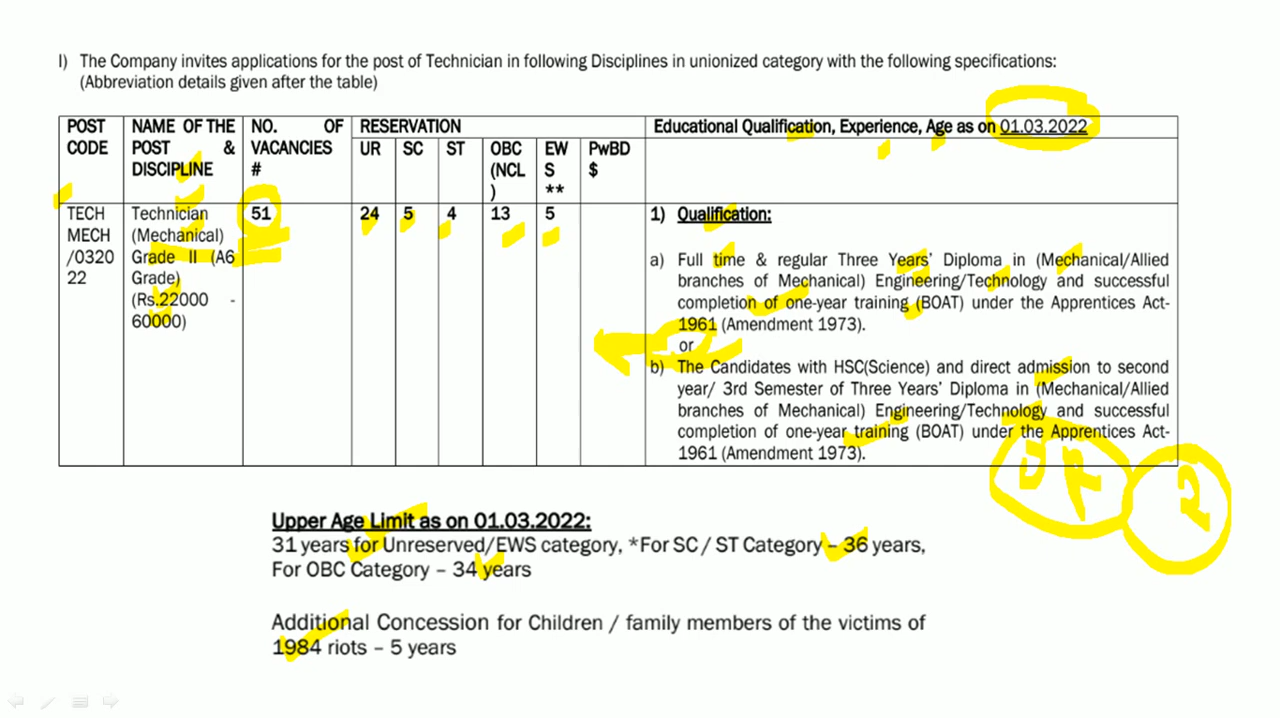 I) The Company invites applications for the post of Technician in following Disciplines in unionized category with the following specifications:
(Abbreviation details given after the table)
POST CODE
NAME OF THE POST & DISCIPLINE
NO. OF VACANCIES #
RESERVATION
Educational Qualification, Experience, Age as on 01.03.2022
UR
SC
ST
OBC (NCL )
EW S **
PwBD $
TECH MECH /0320 22
Technician (Mechanical) Grade II (A6 Grade) (Rs.22000 - 60000)
51
24
5
4
13
5
1) Qualification:
a) Full time & regular Three Years' Diploma in (Mechanical/Allied
branches of Mechanical) Engineering/Technology and successful
completion of one-year training (BOAT) under the Apprentices Act-
1961 (Amendment 1973).
or
b) The Candidates with HSC(Science) and direct admission to second
year/ 3rd Semester of Three Years' Diploma in (Mechanical/Allied
branches of Mechanical) Engineering/Technology and successful
completion of one-year training (BOAT) under the Apprentices Act-
1961 (Amendment 1973).
Upper Age Limit as on 01.03.2022:
31 years for Unreserved/EWS category, *For SC / ST Category – 36 years,
For OBC Category – 34 years
Additional Concession for Children / family members of the victims of
1984 riots – 5 years